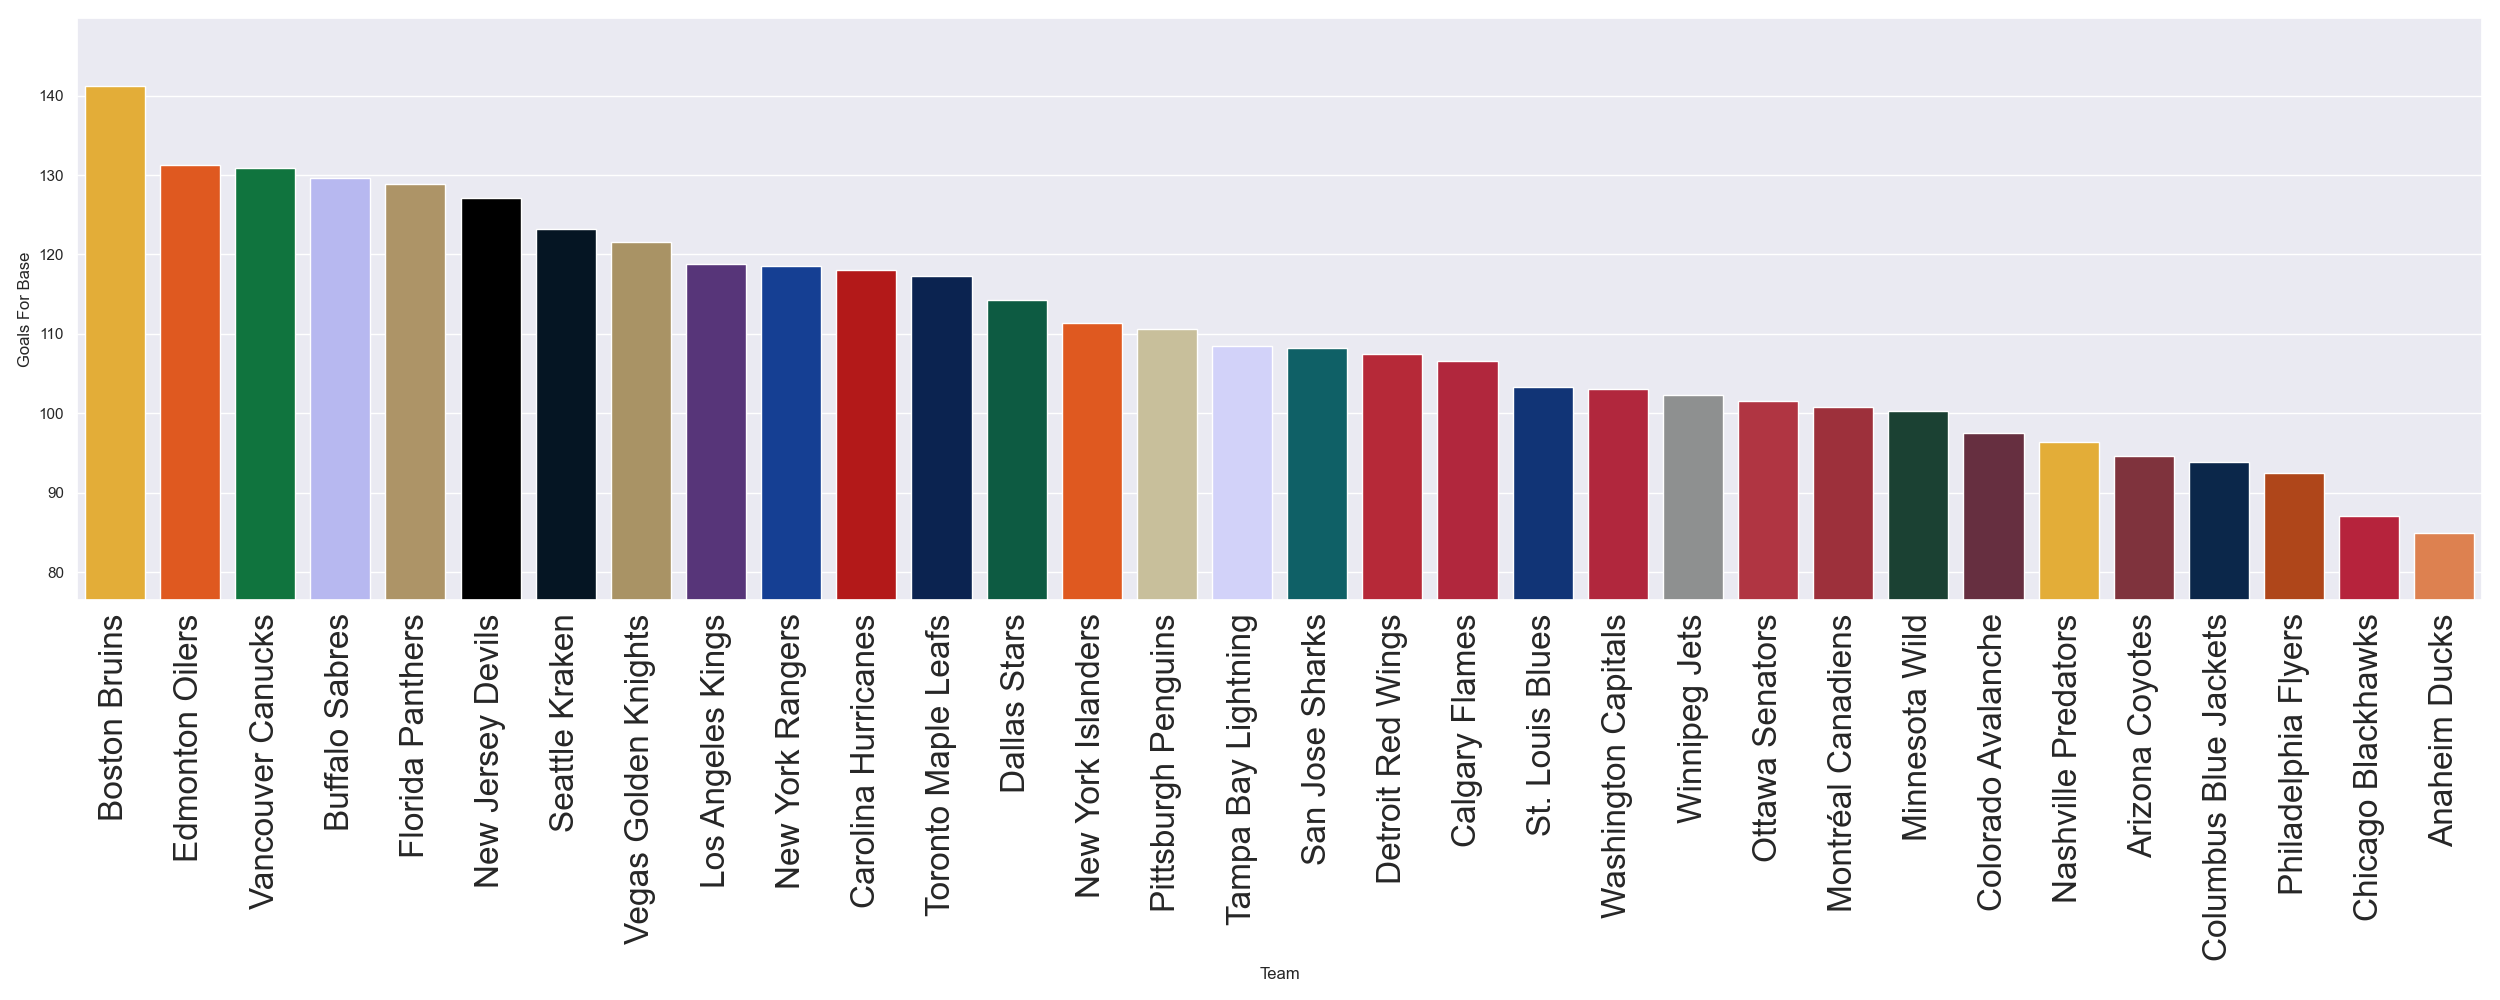 140
130
120
110
100
90
80
Goals For Base
Boston Bruins
Edmonton Oilers
Vancouver Canucks
Buffalo Sabres
Florida Panthers
New Jersey Devils
Seattle Kraken
Vegas Golden Knights
Los Angeles Kings
New York Rangers
Carolina Hurricanes
Toronto Maple Leafs
Dallas Stars
New York Islanders
Pittsburgh Penguins
Tampa Bay Lightning
San Jose Sharks
Detroit Red Wings
Calgary Flames
St. Louis Blues
Washington Capitals
Winnipeg Jets
Ottawa Senators
Montréal Canadiens
Minnesota Wild
Colorado Avalanche
Nashville Predators
Arizona Coyotes
Columbus Blue Jackets
Philadelphia Flyers
Chicago Blackhawks
Anaheim Ducks
Team